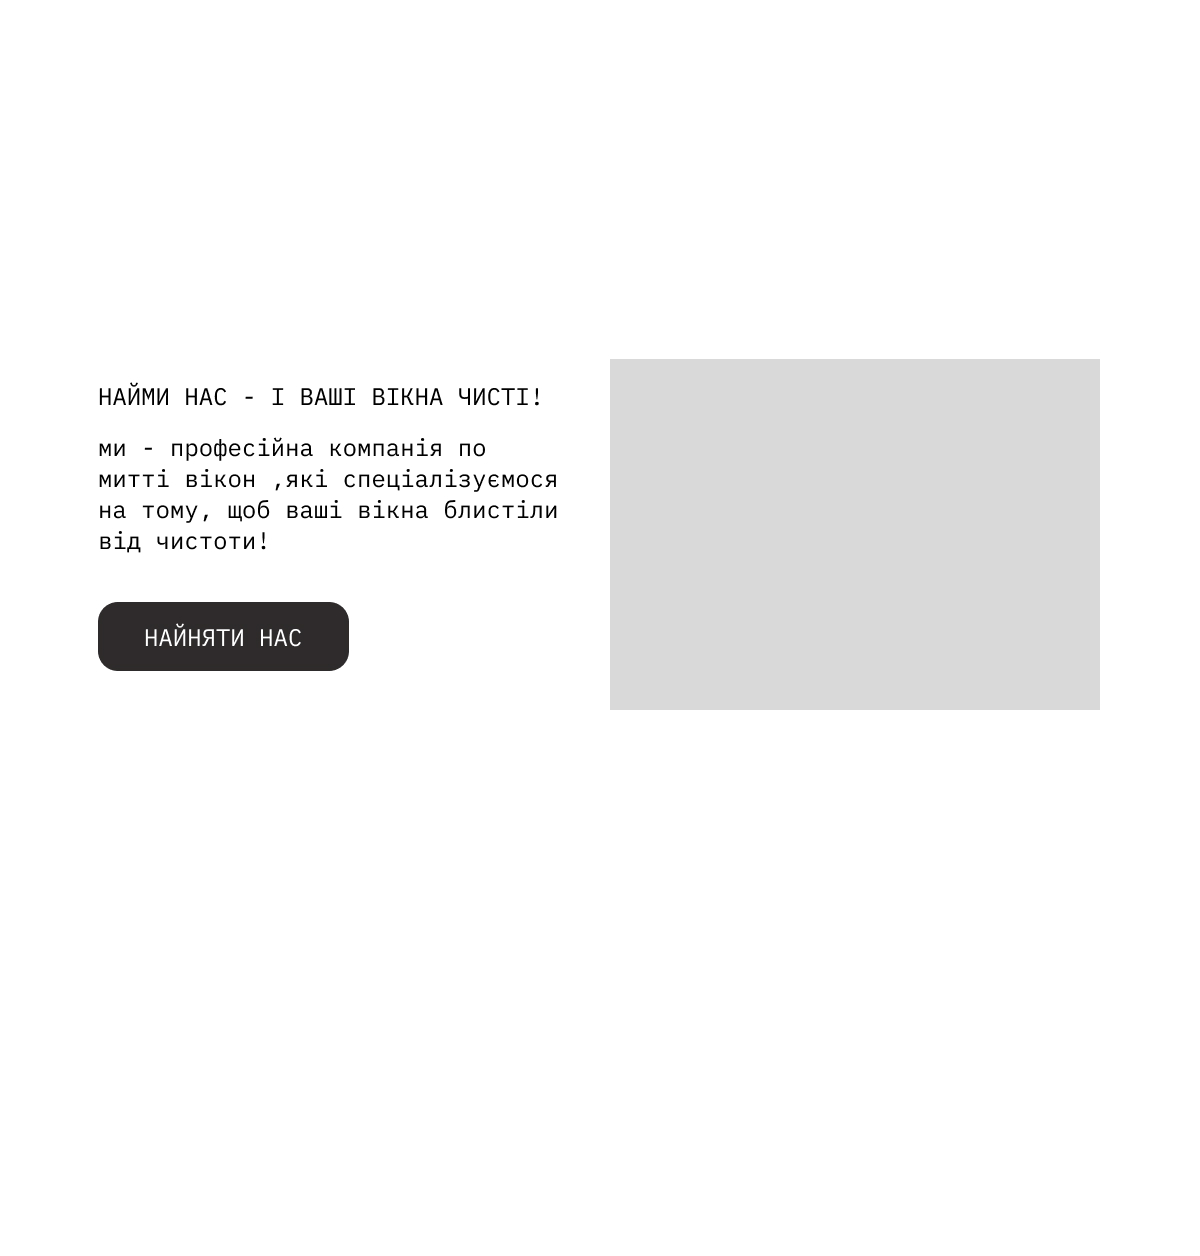 НАЙМИ НАС - І ВАШІ ВІКНА ЧИСТІ!
ми - професійна компанія по
митті вікон ,які спеціалізуємося
на тому, щоб ваші вікна блистіли
від чистоти!
НАЙНЯТИ НАС